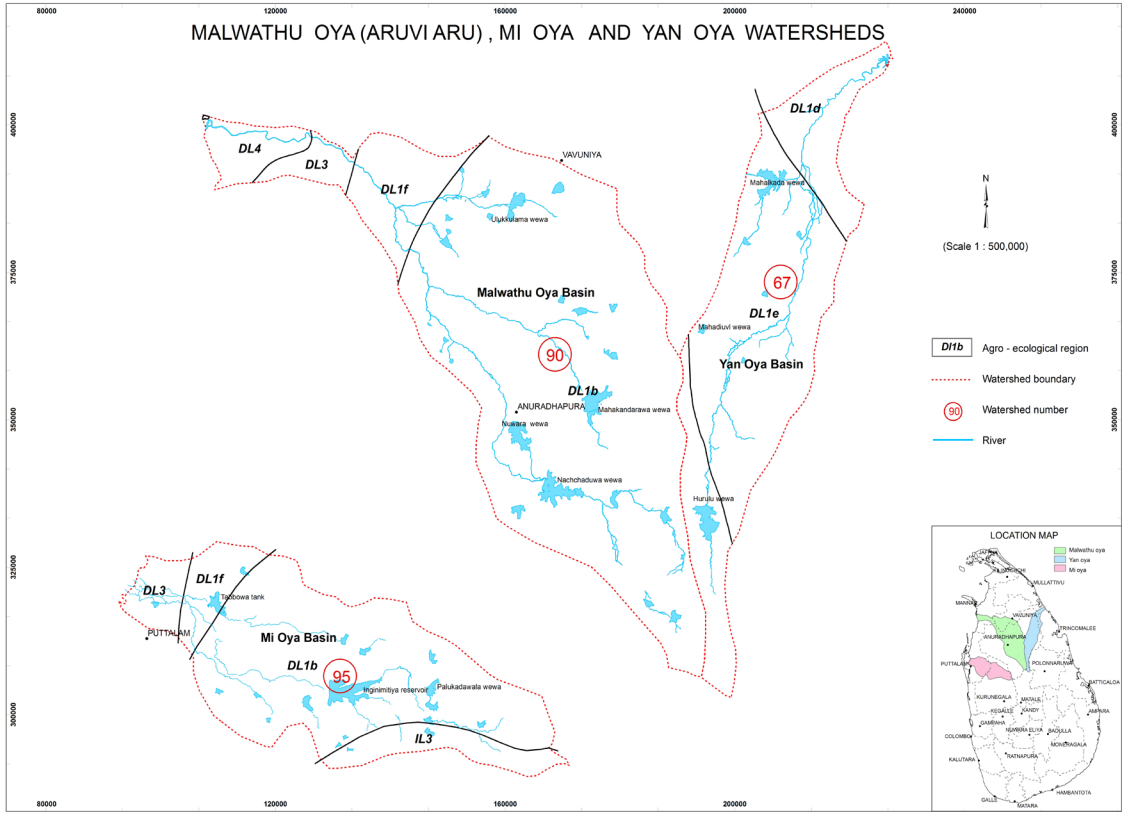 80000 120000 160000 200000 240000
MALWATHU OYA (ARUVI ARU) , MI OYA AND YAN OYA WATERSHEDS
400000
400000
DL1d
DL4
DL3
VAVUNIYA
DL1f
Mahalkada wewa
N
Ulukkulama wewa
(Scale 1 : 500,000)
375000
375000
67
Malwathu Oya Basin
DL1e
Mahadiuvl wewa
90
Yan Oya Basin
Dl1b Agro - ecological region
Watershed boundary
90 Watershed number
River
DL1b
ANURADHAPURA
Mahakandarawa wewa
350000
350000
Nuwara wewa
Nachchaduwa wewa
Hurulu wewa
325000
DL3
DL1f
Tabbowa tank
PUTTALAM
Mi Oya Basin
DL1b
95
Inginimitiya reservoir
Palukadawala wewa
300000
IL3
LOCATION MAP
Malwathu oya
Yan oya
Mi oya
MULLATTIVU
MANNAR
VAVUNIYA
TRINCOMALEE
ANURADHAPURA
PUTTALAM
POLONNARUWA
BATTICALOA
KURUNEGALA
MATALE
KEGALLE
KANDY
AMPARA
GAMPAHA
NUWARA ELIYA
BADULLA
COLOMBO
MONERAGALA
RATNAPURA
KALUTARA
HAMBANTOTA
GALLE
MATARA
80000 120000 160000 200000 240000